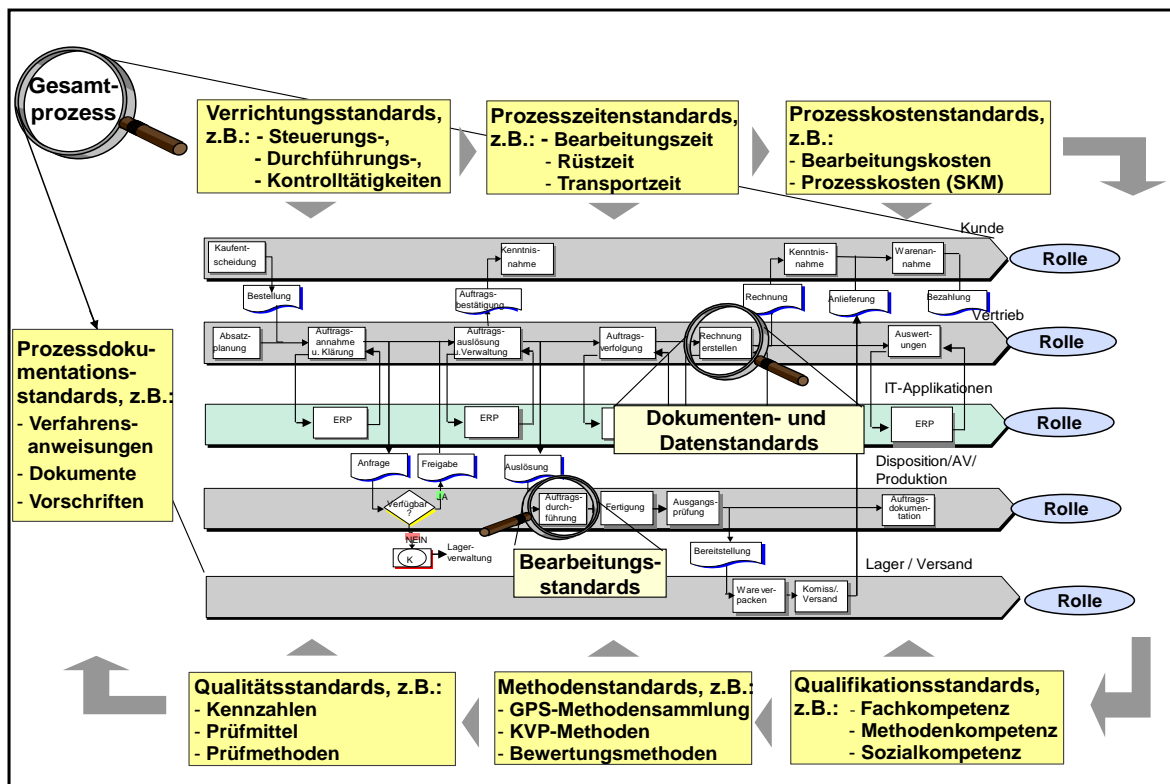 Gesamt-
prozess
Verrichtungsstandards,
z.B.: - Steuerungs-,
- Durchführungs-,
- Kontrolltätigkeiten
Prozesszeitenstandards,
z.B.: - Bearbeitungszeit
- Rüstzeit
- Transportzeit
Prozesskostenstandards,
z.B.:
- Bearbeitungskosten
- Prozesskosten (SKM)
Kunde
Kaufent-
scheidung
Kenntnis-
nahme
Kenntnis-
nahme
Warenan-
nahme
Rolle
Bestellung
Auftrags-
bestätigung
Rechnung
Anlieferung
Bezahlung
Vertrieb
Absatz-
planung
Auftrags-
annahme
u. Klärung
Auftrags-
auslösung
u.Verwaltung
Auftrags-
verfolgung
Rechnung
erstellen
Auswer-
tungen
Rolle
Prozessdoku-
mentations-
standards, z.B.:
- Verfahrens-
anweisungen
- Dokumente
- Vorschriften
IT-Applikationen
ERP
ERP
Dokumenten- und
Datenstandards
ERP
Rolle
Anfrage
Freigabe
Auslösung
Disposition/AV/
Produktion
Verfügbar
?
JA
NEIN
K
Lager-
verwaltung
Auftrags-
durch-
führung
Fertigung
Ausgangs-
prüfung
Auftrags-
dokumen-
tation
Rolle
Bearbeitungs-
standards
Bereitstellung
Lager / Versand
Ware ver-
packen
Komiss/.
Versand
Rolle
Qualitätsstandards, z.B.:
- Kennzahlen
- Prüfmittel
- Prüfmethoden
Methodenstandards, z.B.:
- GPS-Methodensammlung
- KVP-Methoden
- Bewertungsmethoden
Qualifikationsstandards,
z.B.: - Fachkompetenz
- Methodenkompetenz
- Sozialkompetenz